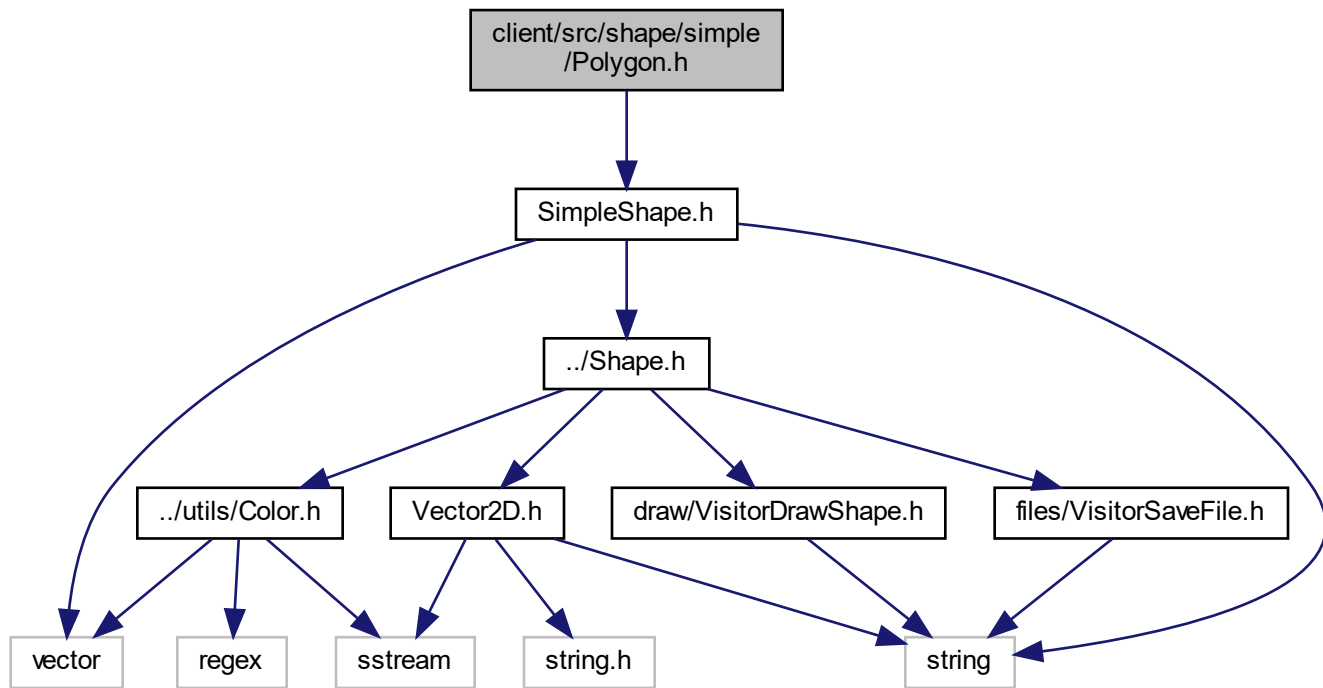 client/src/shape/simple
/Polygon.h
SimpleShape.h
../Shape.h
../utils/Color.h
Vector2D.h
draw/VisitorDrawShape.h
files/VisitorSaveFile.h
vector
regex
sstream
string.h
string